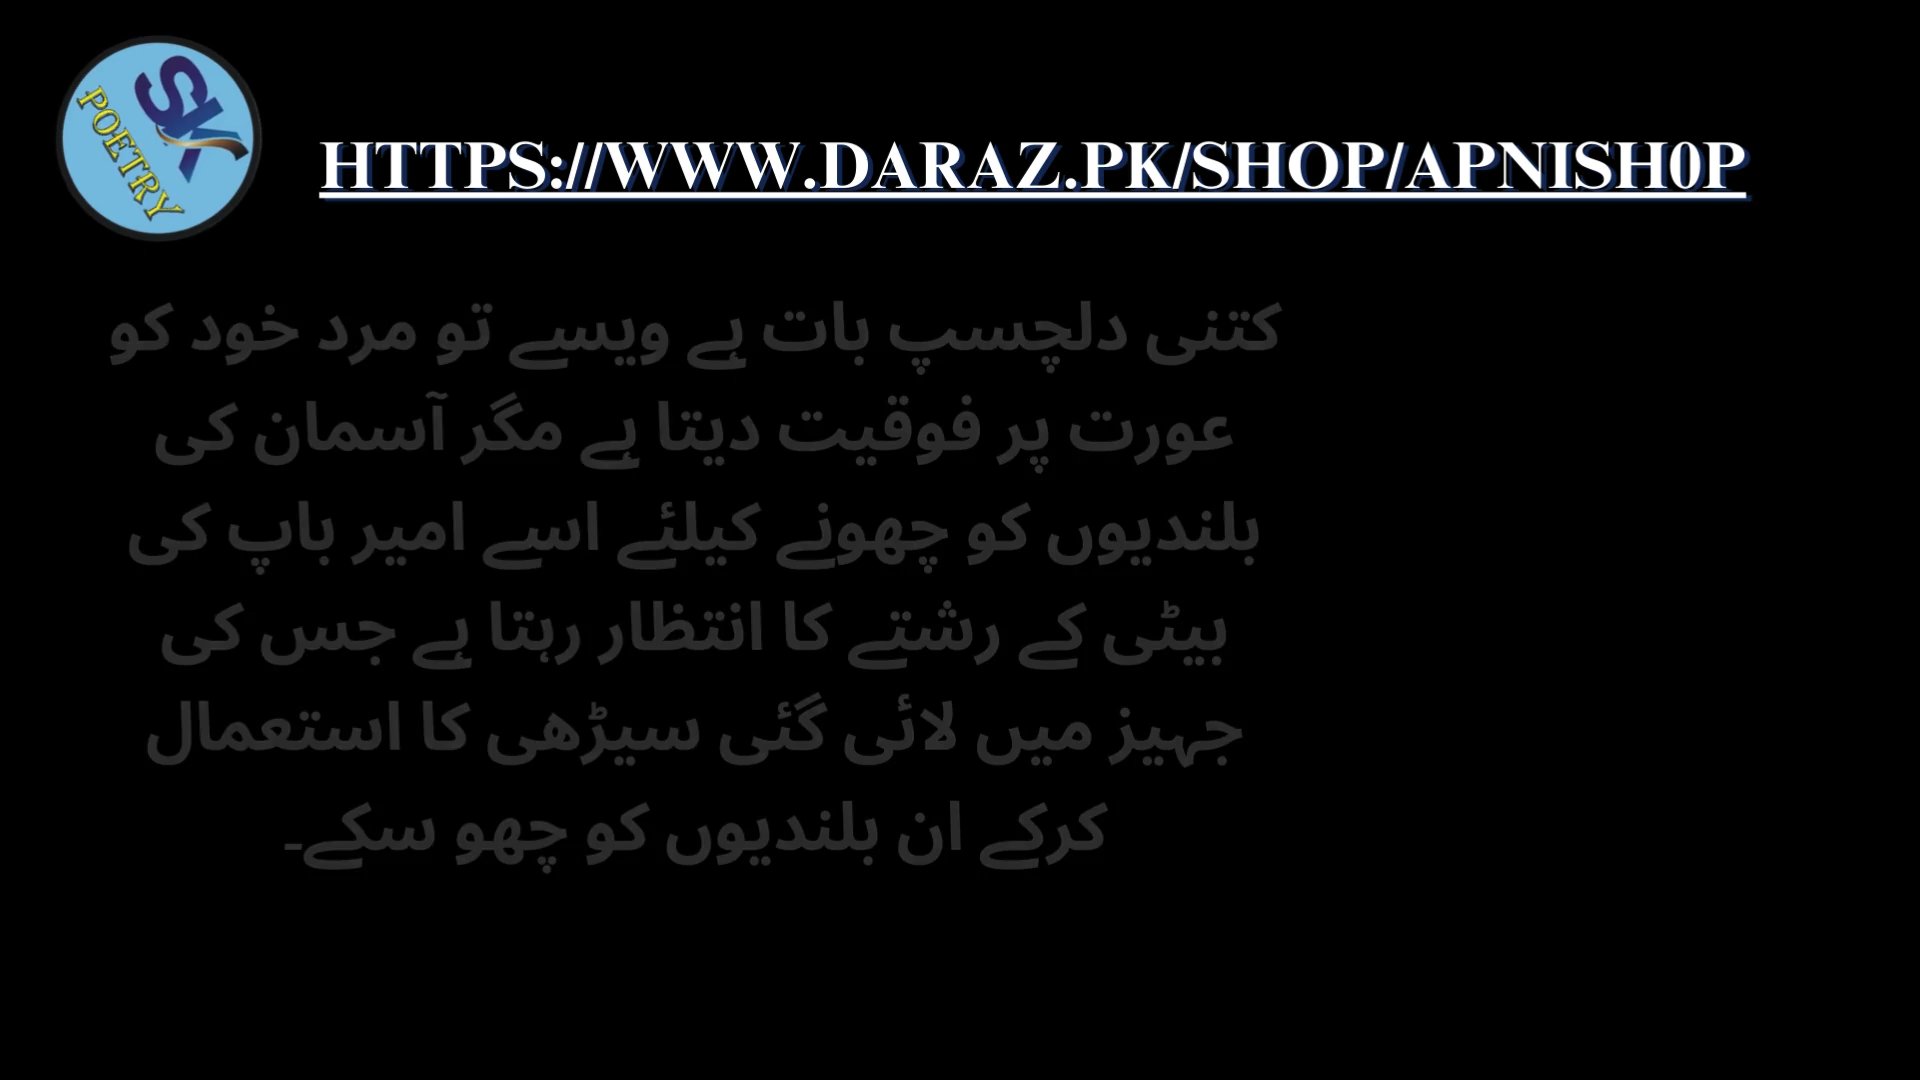 SK
POETRY
HTTPS://WWW.DARAZ.PK/SHOP/APNISH0P
کتنی دلچسپ بات ہے ویسے تو مرد خود کو
عورت پر فوقیت دیتا ہے مگر آسمان کی
بلندیوں کو چھونے کیلئے اسے امیر باپ کی
بیٹی کے رشتے کا انتظار رہتا ہے جس کی
جہیز میں لائی گئی سیڑھی کا استعمال
کرکے ان بلندیوں کو چھو سکے۔